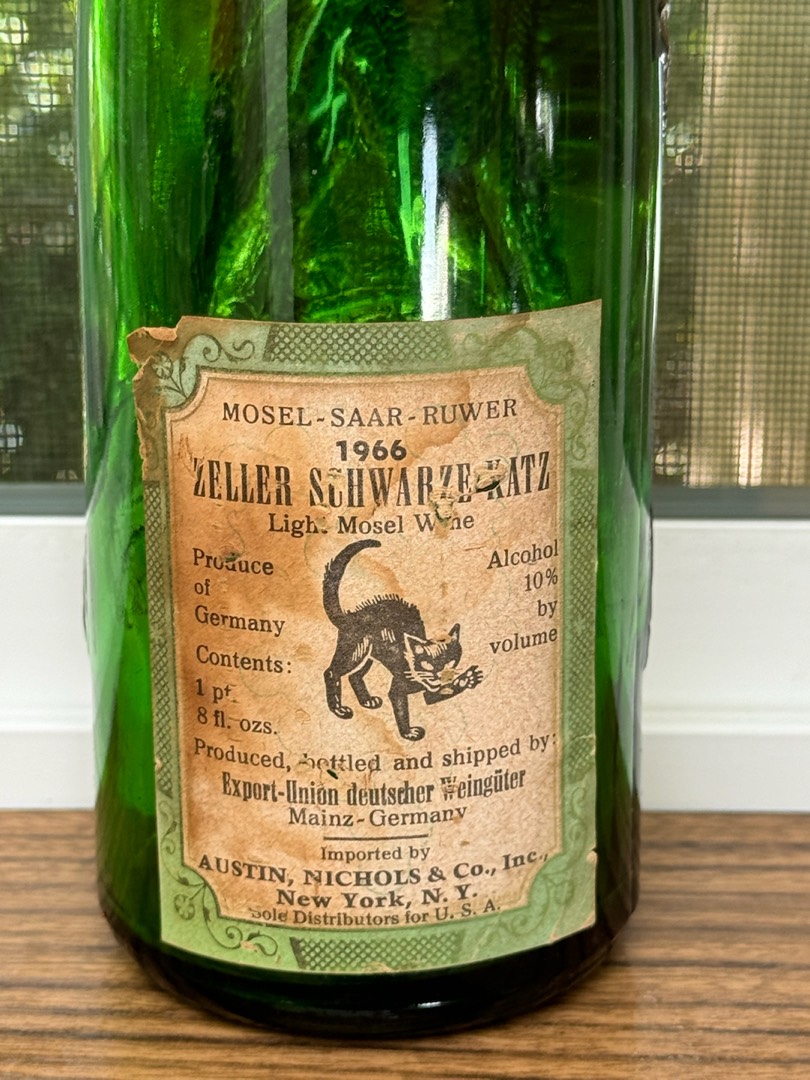 MOSEL-SAAR-RUWER
1966
ZELLER SCHWARZE KATZ
Light Mosel Wine
Produce
of
Germany
Contents:
1 pt.
8 fl. ozs.
Alcohol
10%
by
volume
Produced, bottled and shipped by:
Export-Union deutscher Weingüter
Mainz-Germany
Imported by
AUSTIN, NICHOLS & Co., Inc.,
New York, N. Y.
Sole Distributors for U. S. A.